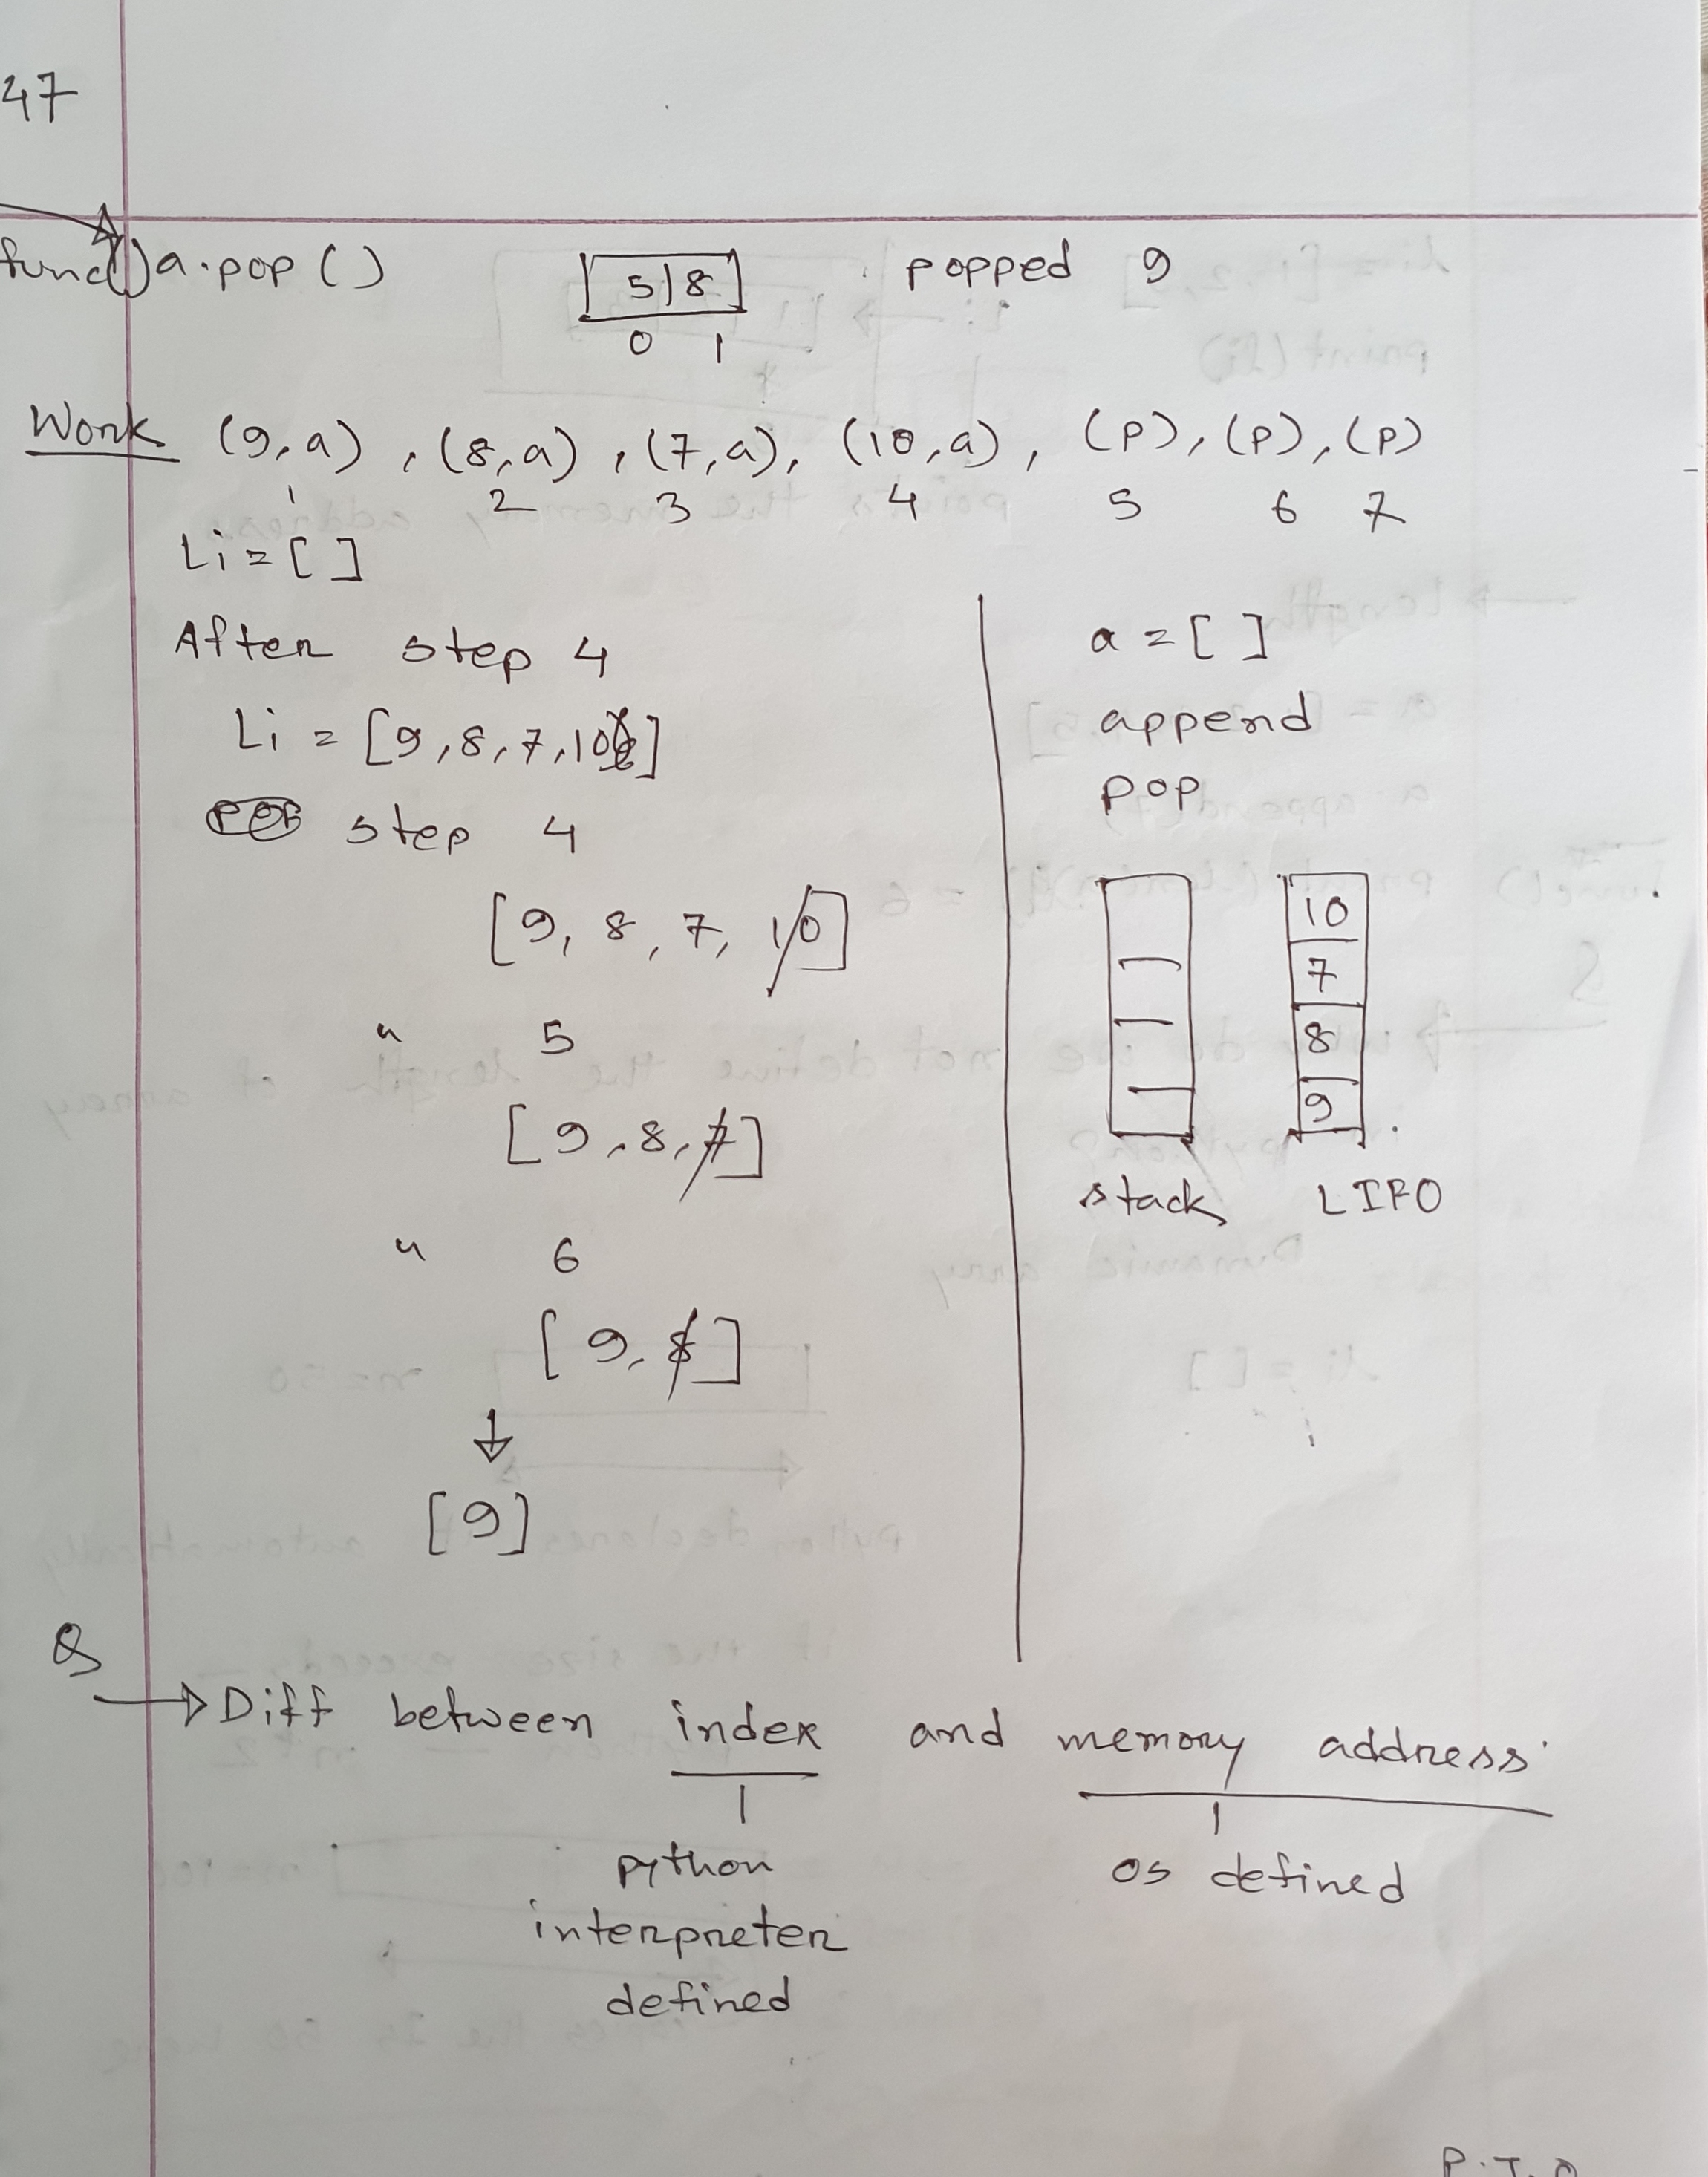 47
func() a.pop() 5|8 popped 9
0 1
Work (9,a), (8,a), (7,a), (10,a), (p), (p), (p)
1 2 3 4 5 6 7
Li=[]
After step 4
Li = [9,8,7,10]
step 4
[9, 8, 7, 10]
" 5
[9,8,7]
" 6
[9,8]
↓
[9]
a=[]
append
pop
10
7
8
9
stack LIFO
Q
→ Diff between index and memory address
python
interpreter
defined
os defined
P.T.O